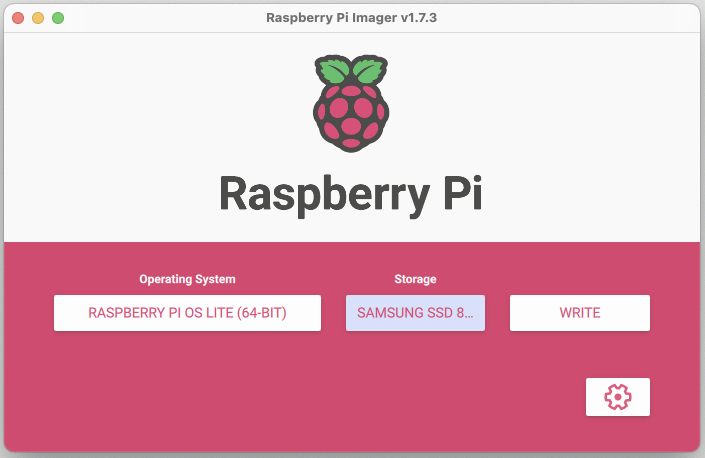 Raspberry Pi Imager v1.7.3
Raspberry Pi
Operating System
Storage
RASPBERRY PI OS LITE (64-BIT)
SAMSUNG SSD 8...
WRITE